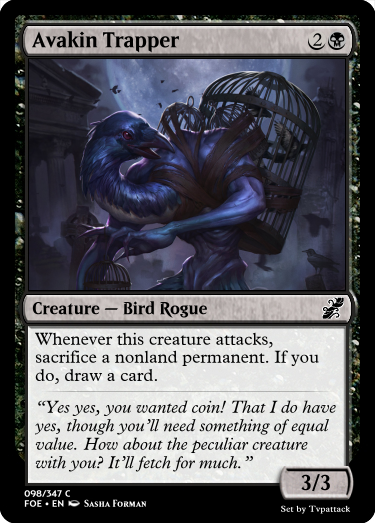 Avakin Trapper 2
Creature — Bird Rogue
Whenever this creature attacks,
sacrifice a nonland permanent. If you
do, draw a card.
“Yes yes, you wanted coin! That I do have
yes, though you’ll need something of equal
value. How about the peculiar creature
with you? It’ll fetch for much.”
3/3
098/347 C
FOE • EN Sasha Forman
Set by Tvpattack